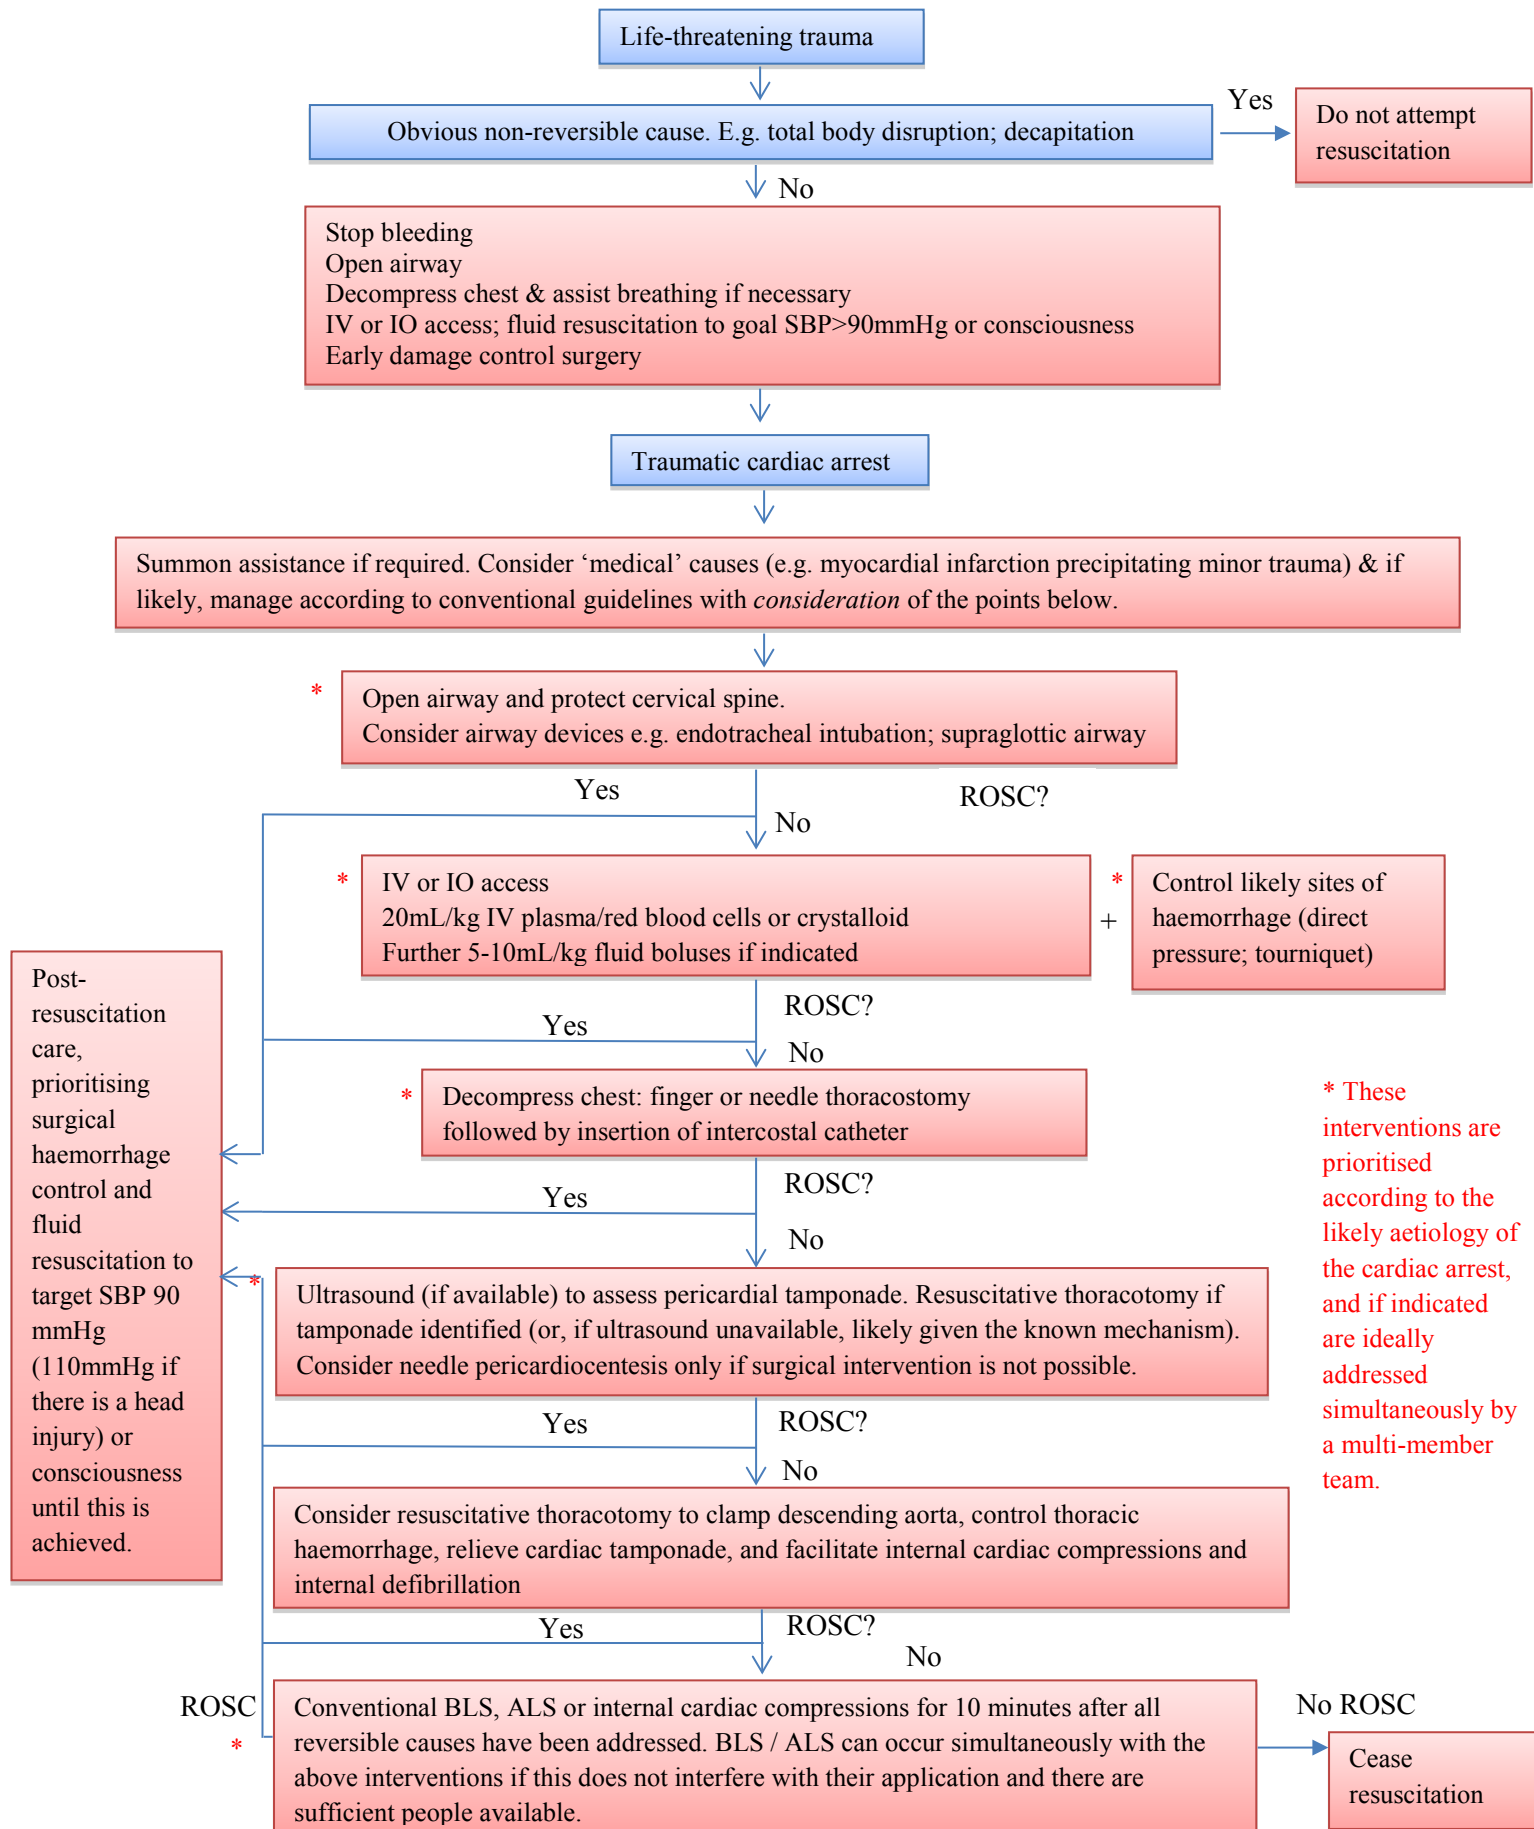 Life-threatening trauma
Obvious non-reversible cause. E.g. total body disruption; decapitation
Yes
Do not attempt
resuscitation
No
Stop bleeding
Open airway
Decompress chest & assist breathing if necessary
IV or IO access; fluid resuscitation to goal SBP>90mmHg or consciousness
Early damage control surgery
Traumatic cardiac arrest
Summon assistance if required. Consider ‘medical’ causes (e.g. myocardial infarction precipitating minor trauma) & if
likely, manage according to conventional guidelines with consideration of the points below.
*
Open airway and protect cervical spine.
Consider airway devices e.g. endotracheal intubation; supraglottic airway
Yes
ROSC?
No
*
IV or IO access
20mL/kg IV plasma/red blood cells or crystalloid
Further 5-10mL/kg fluid boluses if indicated
+
*
Control likely sites of
haemorrhage (direct
pressure; tourniquet)
ROSC?
Yes
No
*
Decompress chest: finger or needle thoracostomy
followed by insertion of intercostal catheter
ROSC?
Yes
No
*
Ultrasound (if available) to assess pericardial tamponade. Resuscitative thoracotomy if
tamponade identified (or, if ultrasound unavailable, likely given the known mechanism).
Consider needle pericardiocentesis only if surgical intervention is not possible.
Yes
ROSC?
No
Consider resuscitative thoracotomy to clamp descending aorta, control thoracic
haemorrhage, relieve cardiac tamponade, and facilitate internal cardiac compressions and
internal defibrillation
Yes
ROSC?
No
ROSC
*
Conventional BLS, ALS or internal cardiac compressions for 10 minutes after all
reversible causes have been addressed. BLS / ALS can occur simultaneously with the
above interventions if this does not interfere with their application and there are
sufficient people available.
No ROSC
Cease
resuscitation
Post-
resuscitation
care,
prioritising
surgical
haemorrhage
control and
fluid
resuscitation to
target SBP 90
mmHg
(110mmHg if
there is a head
injury) or
consciousness
until this is
achieved.
* These
interventions are
prioritised
according to the
likely aetiology of
the cardiac arrest,
and if indicated
are ideally
addressed
simultaneously by
a multi-member
team.